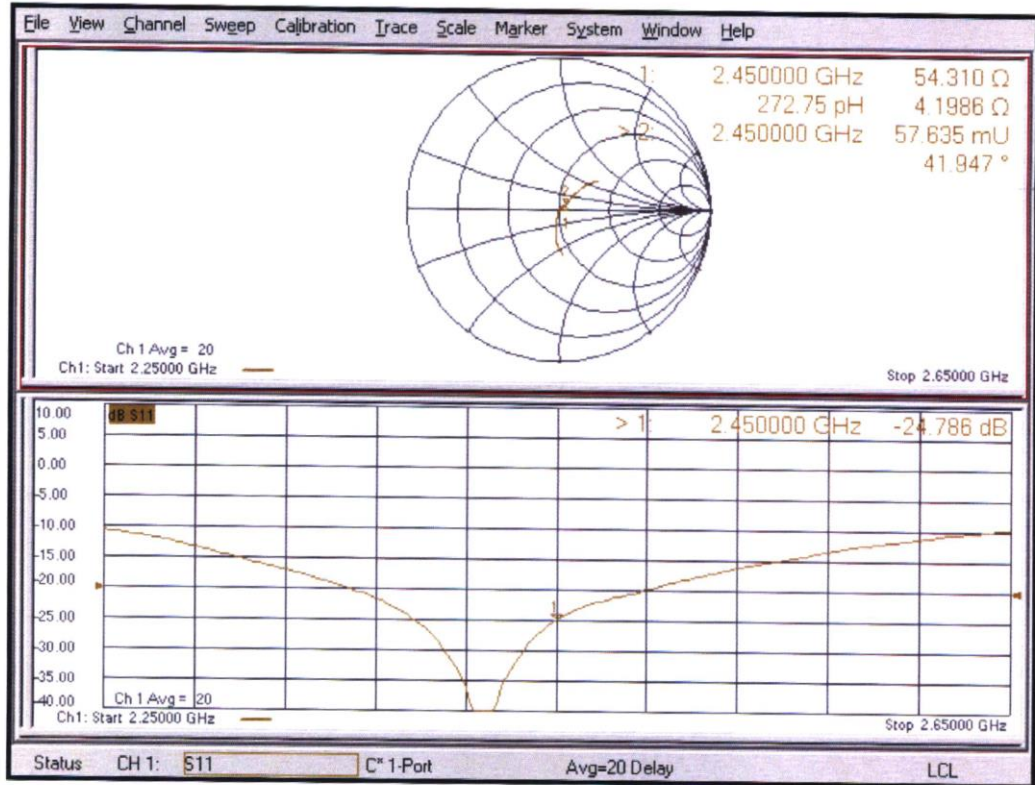 File View Channel Sweep Calibration Trace Scale Marker System Window Help
1: 2.450000 GHz 54.310 Ω
272.75 pH 4.1986 Ω
> 2: 2.450000 GHz 57.635 mU
41.947 °
2
1
Ch 1 Avg = 20
Ch1: Start 2.25000 GHz
Stop 2.65000 GHz
10.00 dB S11
> 1: 2.450000 GHz -24.786 dB
5.00
0.00
-5.00
-10.00
-15.00
-20.00
1
-25.00
-30.00
-35.00
-40.00
Ch 1 Avg = 20
Ch1: Start 2.25000 GHz
Stop 2.65000 GHz
Status CH 1: S11 C* 1-Port Avg=20 Delay LCL